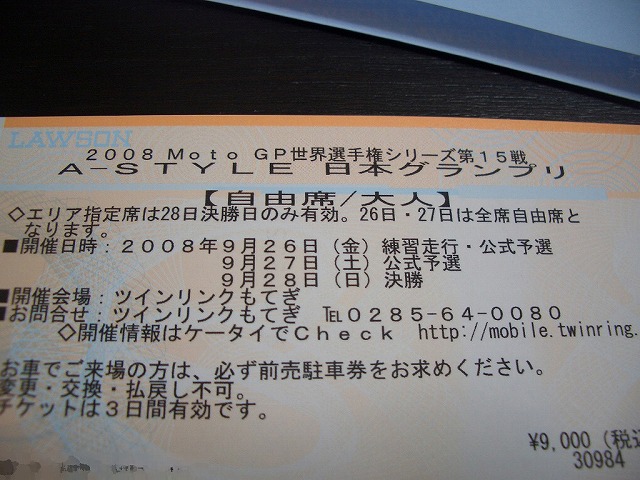 LAWSON
2008 Moto GP世界選手権シリーズ第15戦
A-STYLE 日本グランプリ
【自由席/大人】
◇エリア指定席は28日決勝日のみ有効。26日・27日は全席自由席と
なります。
■開催日時：2008年9月26日（金）練習走行・公式予選
9月27日（土）公式予選
9月28日（日）決勝
■開催会場：ツインリンクもてぎ
■お問合せ：ツインリンクもてぎ TEL0285-64-0080
◇開催情報はケータイでCheck http://mobile.twinring.
お車でご来場の方は、必ず前売駐車券をお求めください。
変更・交換・払戻し不可。
チケットは3日間有効です。
¥9,000（税込
30984